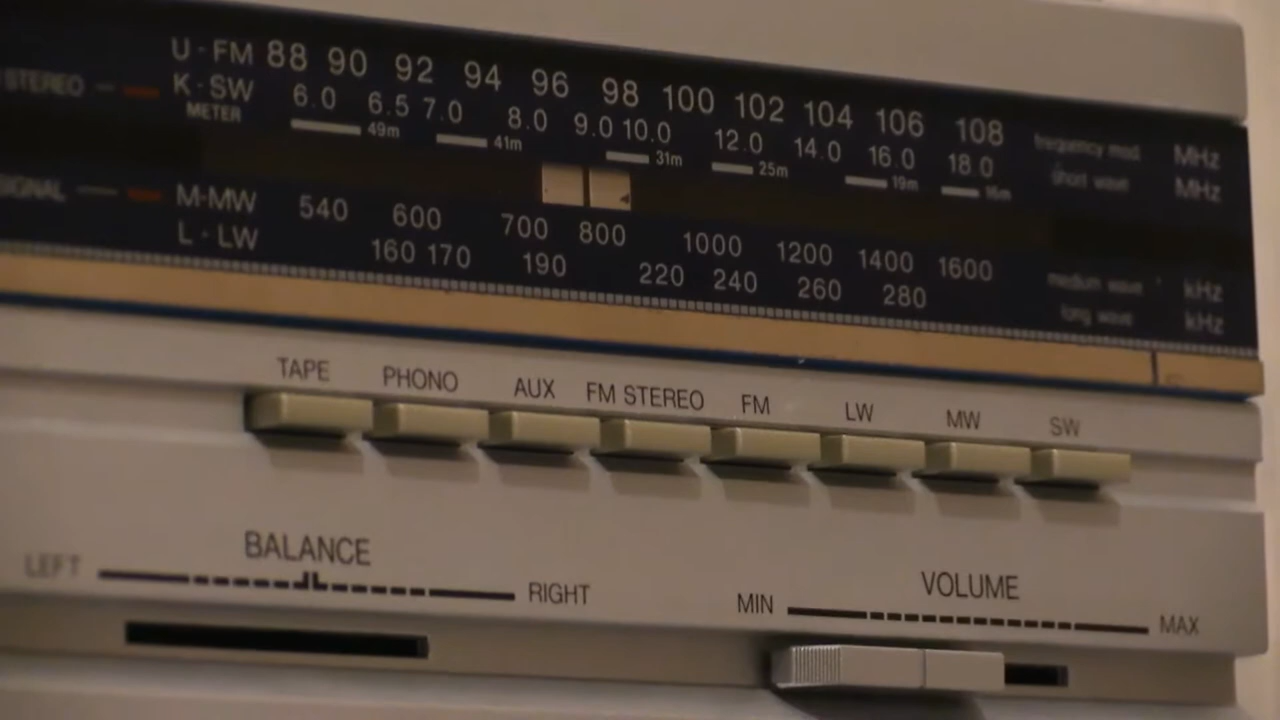 U - FM 88 90 92 94 96 98 100 102 104 106 108 frequency mod. MHz
STEREO K - SW 6.0 6.5 7.0 8.0 9.0 10.0 12.0 14.0 16.0 18.0 short wave MHz
METER 49m 41m 31m 25m 19m 16m
SIGNAL M-MW 540 600 700 800 1000 1200 1400 1600 medium wave kHz
L - LW 160 170 190 220 240 260 280 long wave kHz
TAPE PHONO AUX FM STEREO FM LW MW SW
BALANCE
LEFT RIGHT
VOLUME
MIN MAX